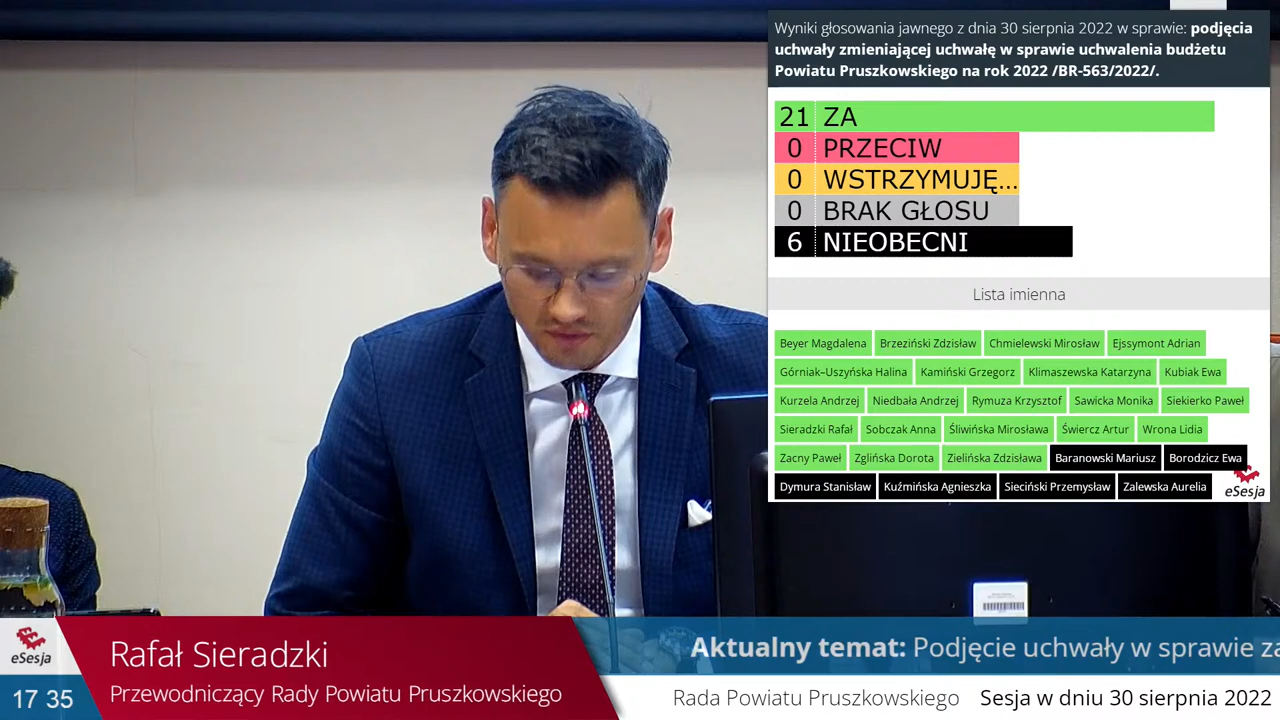 Wyniki głosowania jawnego z dnia 30 sierpnia 2022 w sprawie: podjęcia
uchwały zmieniającej uchwałę w sprawie uchwalenia budżetu
Powiatu Pruszkowskiego na rok 2022 /BR-563/2022/.
21 ZA
0 PRZECIW
0 WSTRZYMUJĘ...
0 BRAK GŁOSU
6 NIEOBECNI
Lista imienna
Beyer Magdalena Brzeziński Zdzisław Chmielewski Mirosław Ejssymont Adrian
Górniak–Uszyńska Halina Kamiński Grzegorz Klimaszewska Katarzyna Kubiak Ewa
Kurzela Andrzej Niedbała Andrzej Rymuza Krzysztof Sawicka Monika Siekierko Paweł
Sieradzki Rafał Sobczak Anna Śliwińska Mirosława Świercz Artur Wrona Lidia
Zacny Paweł Zglińska Dorota Zielińska Zdzisława Baranowski Mariusz Borodzicz Ewa
Dymura Stanisław Kuźmińska Agnieszka Sieciński Przemysław Zalewska Aurelia
eSesja
Rafał Sieradzki
Przewodniczący Rady Powiatu Pruszkowskiego
eSesja
17 35
Aktualny temat: Podjęcie uchwały w sprawie za
Rada Powiatu Pruszkowskiego Sesja w dniu 30 sierpnia 2022